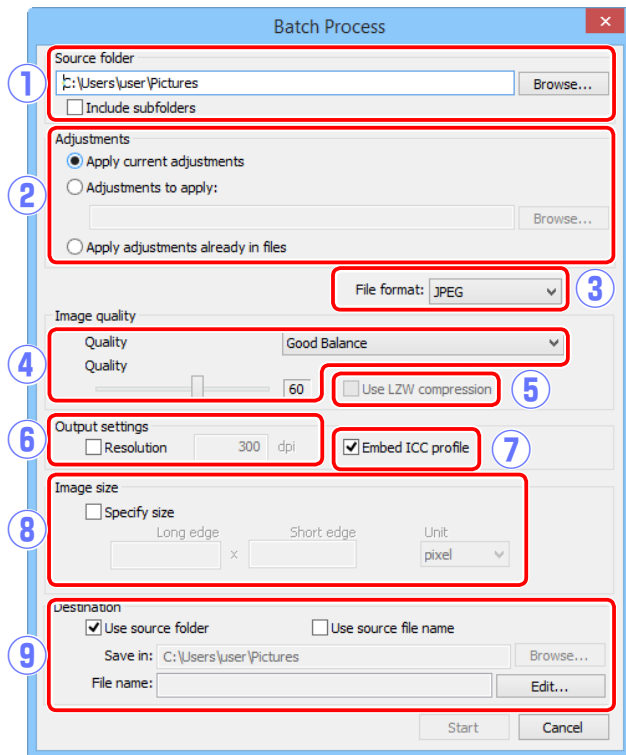 Batch Process
Source folder
① C:\Users\user\Pictures Browse...
Include subfolders
Adjustments
Apply current adjustments
② Adjustments to apply:
Browse...
Apply adjustments already in files
File format: JPEG ③
Image quality
Quality Good Balance
④ Quality
60 Use LZW compression ⑤
Output settings
⑥ Resolution 300 dpi Embed ICC profile ⑦
Image size
⑧ Specify size
Long edge Short edge Unit
x pixel
Destination
Use source folder Use source file name
⑨ Save in: C:\Users\user\Pictures Browse...
File name: Edit...
Start Cancel